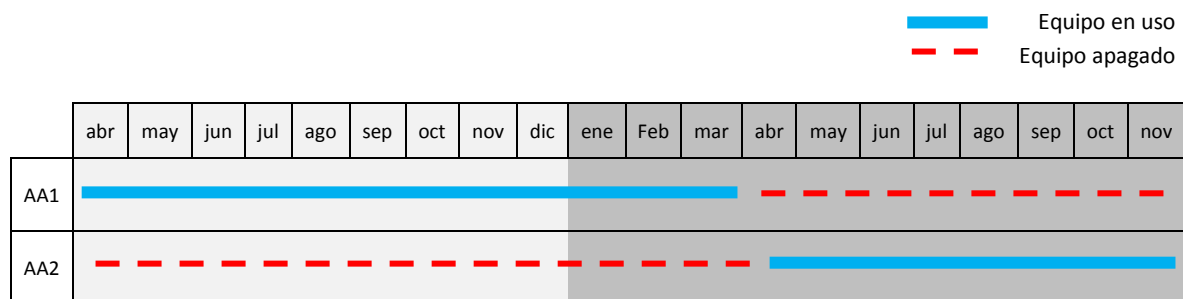 Equipo en uso
Equipo apagado
abr may jun jul ago sep oct nov dic ene Feb mar abr may jun jul ago sep oct nov
AA1
AA2